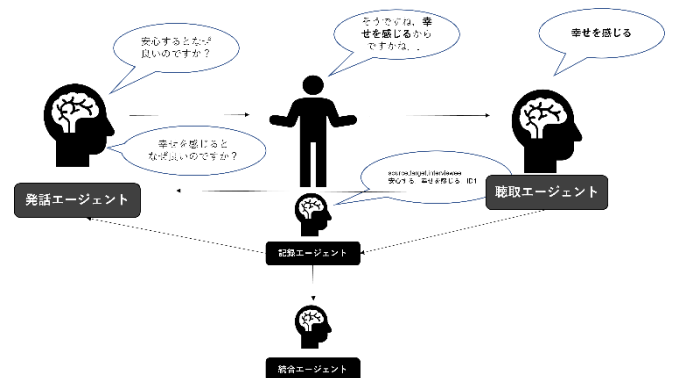 安心するとなぜ
良いのですか？
そうですね、幸
せを感じるから
ですかね、、
幸せを感じる
幸せを感じると
なぜ良いのですか？
source,target,interviewee
安心する　幸せを感じる　ID1
発話エージェント
聴取エージェント
記録エージェント
統合エージェント